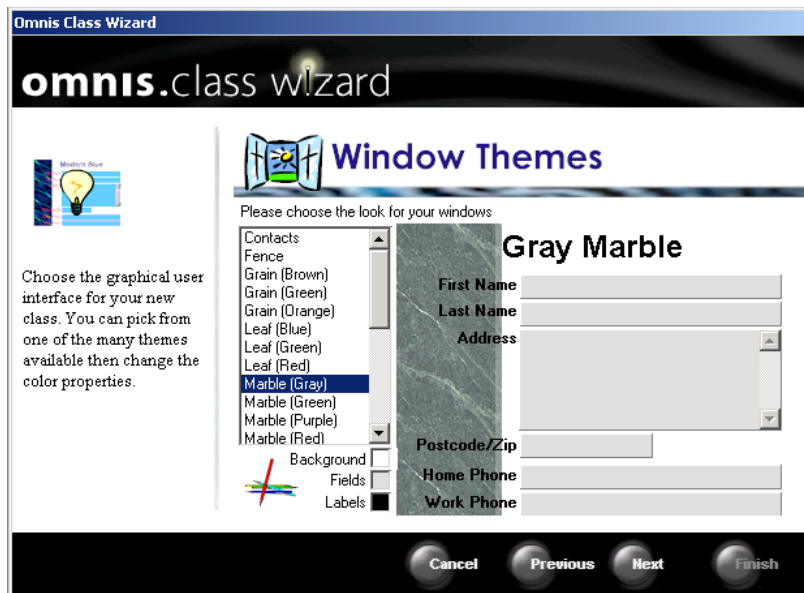 Omnis Class Wizard
omnis.class wizard
Modern Blue
Window Themes
Choose the graphical user
interface for your new
class. You can pick from
one of the many themes
available then change the
color properties.
Please choose the look for your windows
Contacts
Fence
Grain (Brown)
Grain (Green)
Grain (Orange)
Leaf (Blue)
Leaf (Green)
Leaf (Red)
Marble (Gray)
Marble (Green)
Marble (Purple)
Marble (Red)
Background
Fields
Labels
Gray Marble
First Name
Last Name
Address
Postcode/Zip
Home Phone
Work Phone
Cancel
Previous
Next
Finish